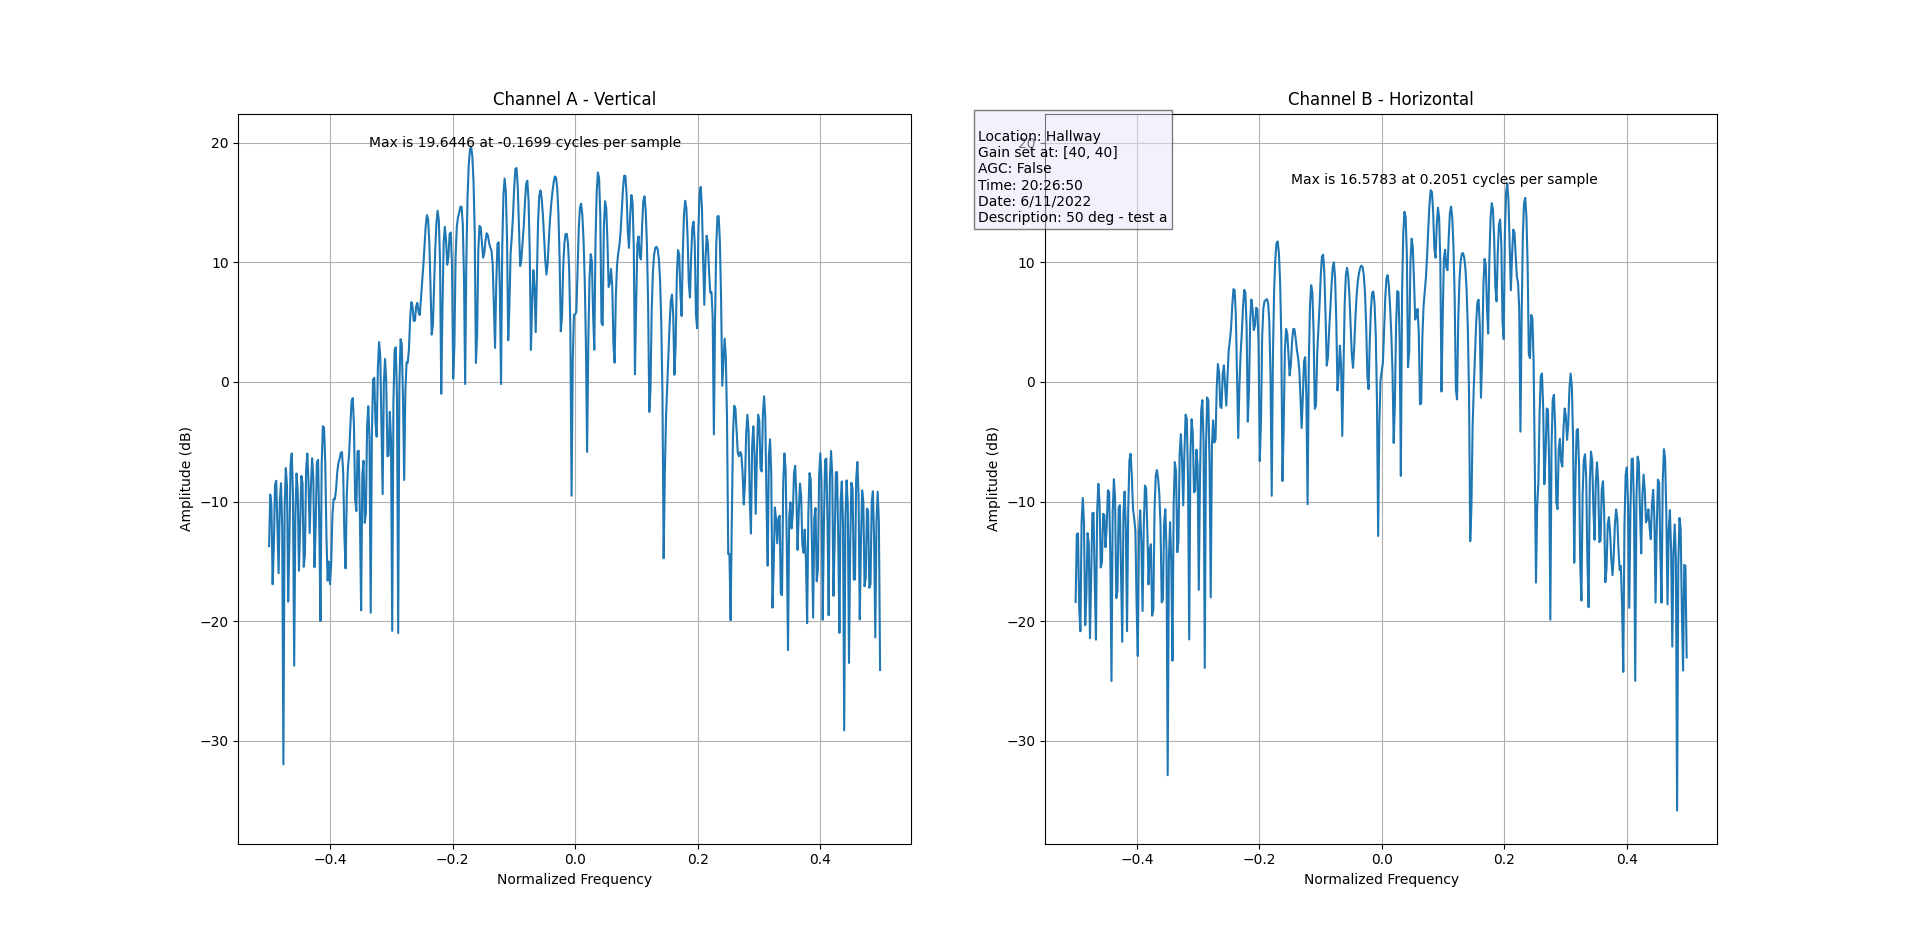 Channel A - Vertical
Max is 19.6446 at -0.1699 cycles per sample
20
10
0
−10
−20
−30
Amplitude (dB)
−0.4 −0.2 0.0 0.2 0.4
Normalized Frequency
Channel B - Horizontal
Location: Hallway
Gain set at: [40, 40]
AGC: False
Time: 20:26:50
Date: 6/11/2022
Description: 50 deg - test a
Max is 16.5783 at 0.2051 cycles per sample
20
10
0
−10
−20
−30
Amplitude (dB)
−0.4 −0.2 0.0 0.2 0.4
Normalized Frequency